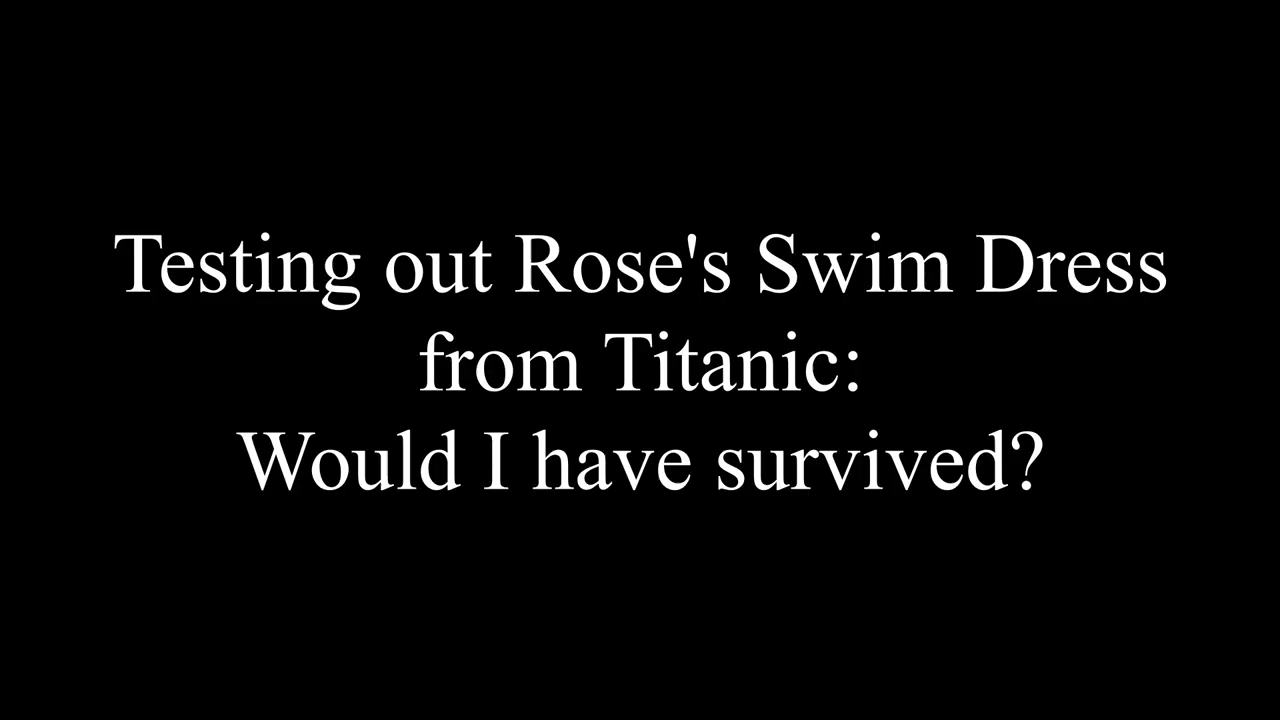 Testing out Rose's Swim Dress
from Titanic:
Would I have survived?